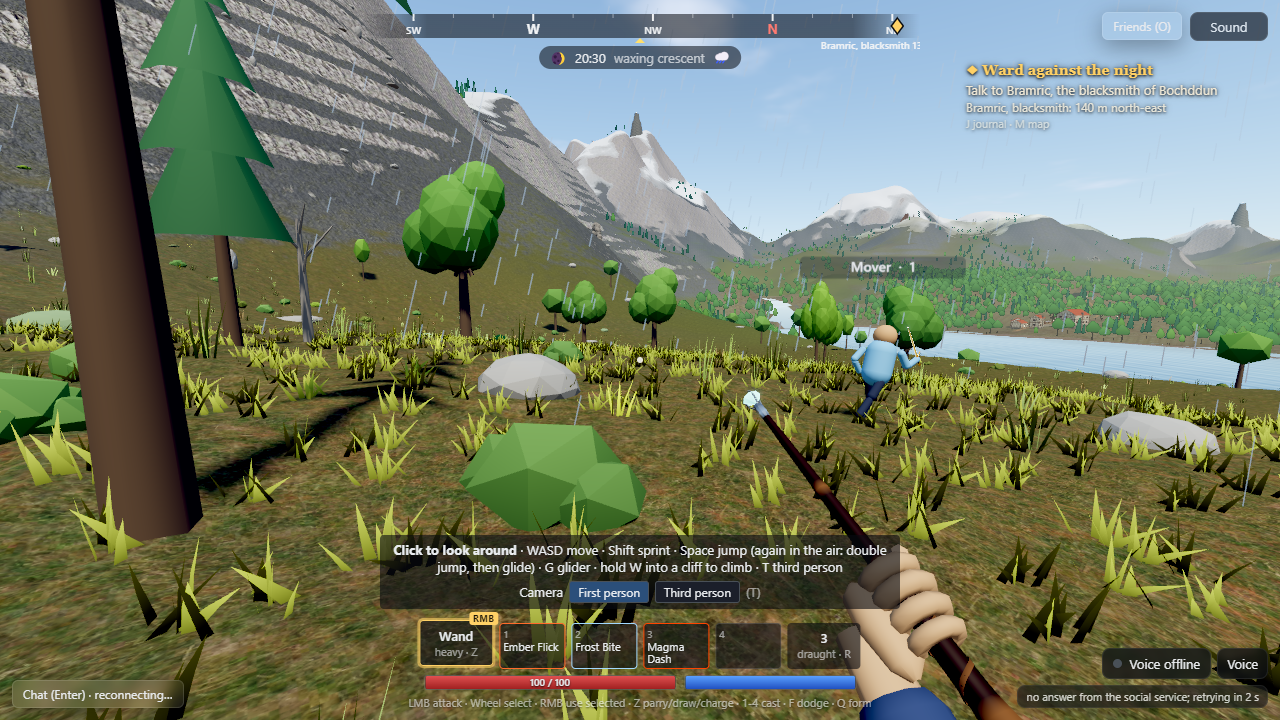 SW W NW N
Bramric, blacksmith
20:30 waxing crescent
Friends (O) Sound
Ward against the night
Talk to Bramric, the blacksmith of Bochddun
Bramric, blacksmith: 140 m north-east
J journal · M map
Mover · 1
Click to look around · WASD move · Shift sprint · Space jump (again in the air: double
jump, then glide) · G glider · hold W into a cliff to climb · T third person
Camera First person Third person (T)
RMB
Wand
heavy · Z
1
Ember Flick
2
Frost Bite
3
Magma
Dash
4
3
draught · R
100 / 100
LMB attack · Wheel select · RMB use selected · Z parry/draw/charge · 1-4 cast · F dodge · Q form
Chat (Enter) · reconnecting...
Voice offline Voice
no answer from the social service; retrying in 2 s